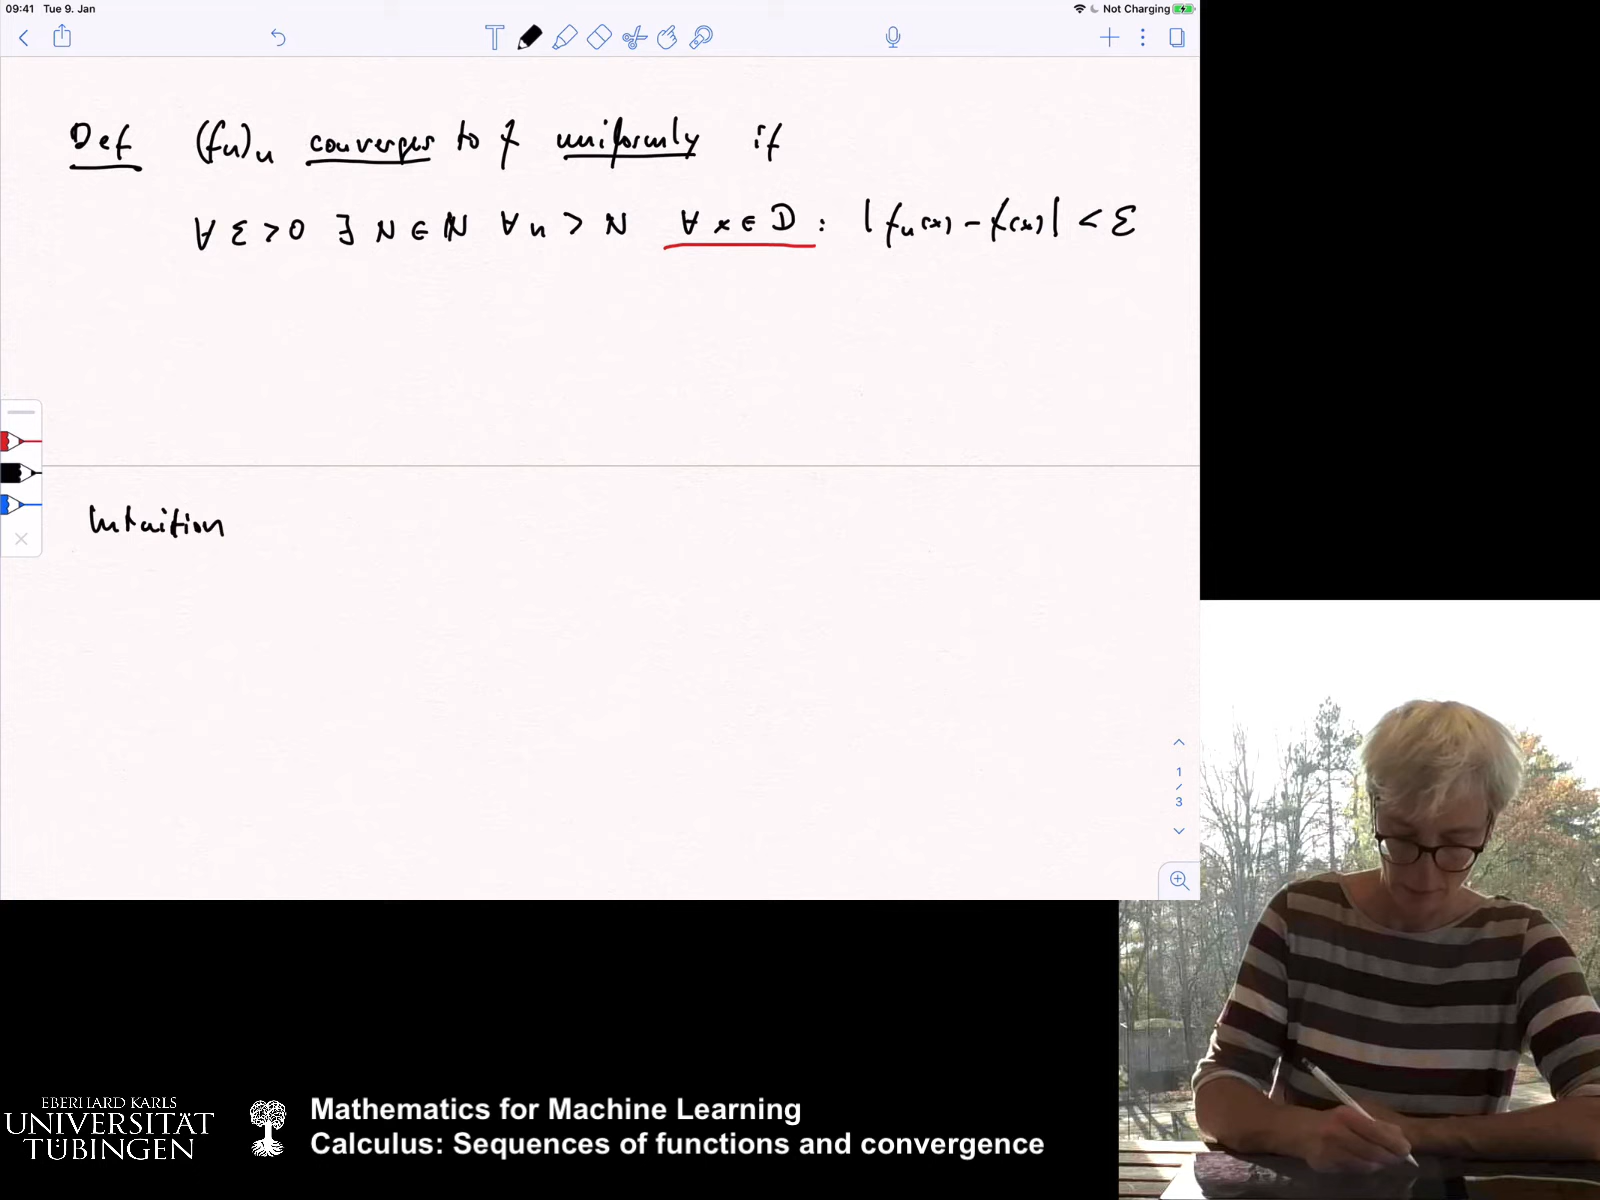 09:41 Tue 9. Jan
Not Charging
Def (fn)n converges to f uniformly if
∀ ε > 0 ∃ N ∈ ℕ ∀ n > N ∀ x ∈ D : | fn(x) - f(x) | < ε
Intuition
1
/
3
EBERHARD KARLS
UNIVERSITÄT
TÜBINGEN
Mathematics for Machine Learning
Calculus: Sequences of functions and convergence